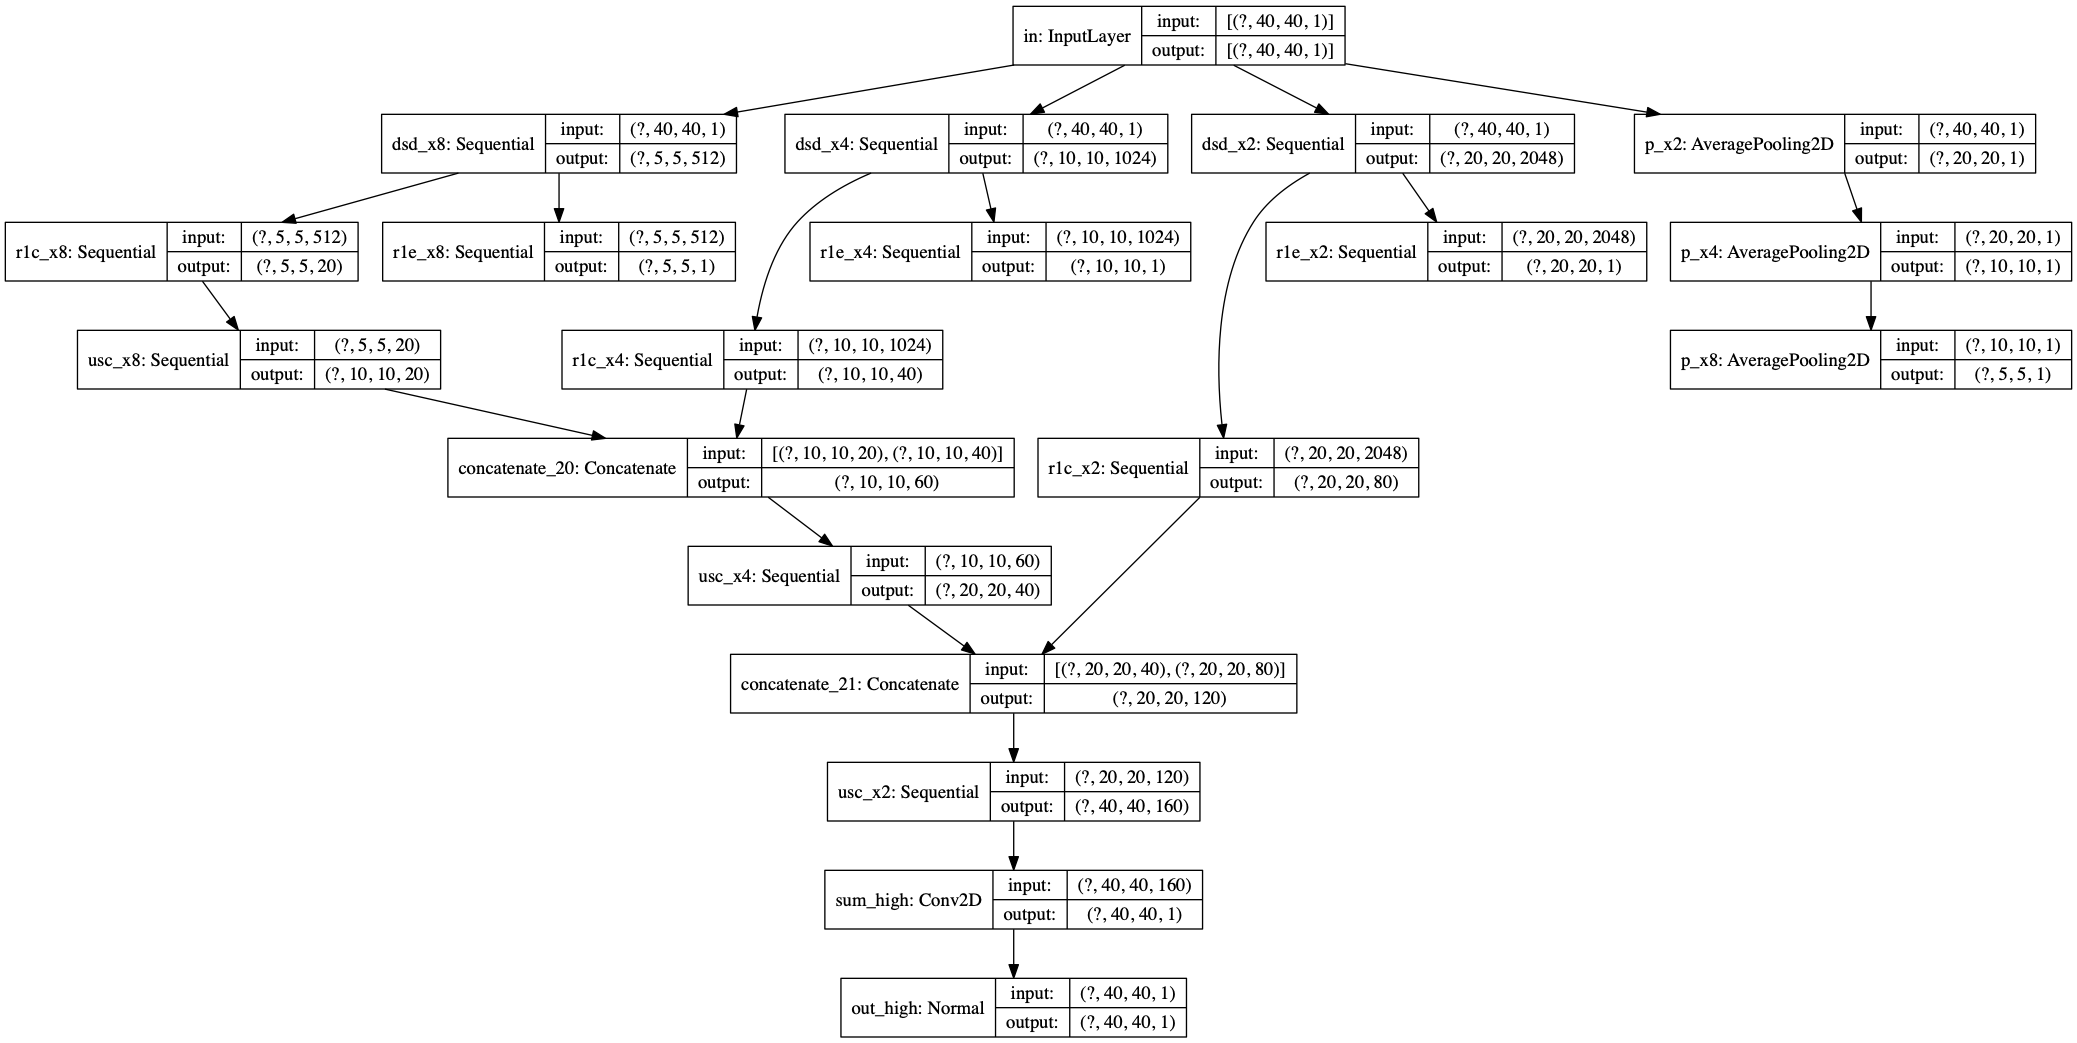 in: InputLayer
input: [(?, 40, 40, 1)]
output: [(?, 40, 40, 1)]
dsd_x8: Sequential
input: (?, 40, 40, 1)
output: (?, 5, 5, 512)
dsd_x4: Sequential
input: (?, 40, 40, 1)
output: (?, 10, 10, 1024)
dsd_x2: Sequential
input: (?, 40, 40, 1)
output: (?, 20, 20, 2048)
p_x2: AveragePooling2D
input: (?, 40, 40, 1)
output: (?, 20, 20, 1)
r1c_x8: Sequential
input: (?, 5, 5, 512)
output: (?, 5, 5, 20)
r1e_x8: Sequential
input: (?, 5, 5, 512)
output: (?, 5, 5, 1)
r1e_x4: Sequential
input: (?, 10, 10, 1024)
output: (?, 10, 10, 1)
r1e_x2: Sequential
input: (?, 20, 20, 2048)
output: (?, 20, 20, 1)
p_x4: AveragePooling2D
input: (?, 20, 20, 1)
output: (?, 10, 10, 1)
usc_x8: Sequential
input: (?, 5, 5, 20)
output: (?, 10, 10, 20)
r1c_x4: Sequential
input: (?, 10, 10, 1024)
output: (?, 10, 10, 40)
p_x8: AveragePooling2D
input: (?, 10, 10, 1)
output: (?, 5, 5, 1)
concatenate_20: Concatenate
input: [(?, 10, 10, 20), (?, 10, 10, 40)]
output: (?, 10, 10, 60)
r1c_x2: Sequential
input: (?, 20, 20, 2048)
output: (?, 20, 20, 80)
usc_x4: Sequential
input: (?, 10, 10, 60)
output: (?, 20, 20, 40)
concatenate_21: Concatenate
input: [(?, 20, 20, 40), (?, 20, 20, 80)]
output: (?, 20, 20, 120)
usc_x2: Sequential
input: (?, 20, 20, 120)
output: (?, 40, 40, 160)
sum_high: Conv2D
input: (?, 40, 40, 160)
output: (?, 40, 40, 1)
out_high: Normal
input: (?, 40, 40, 1)
output: (?, 40, 40, 1)